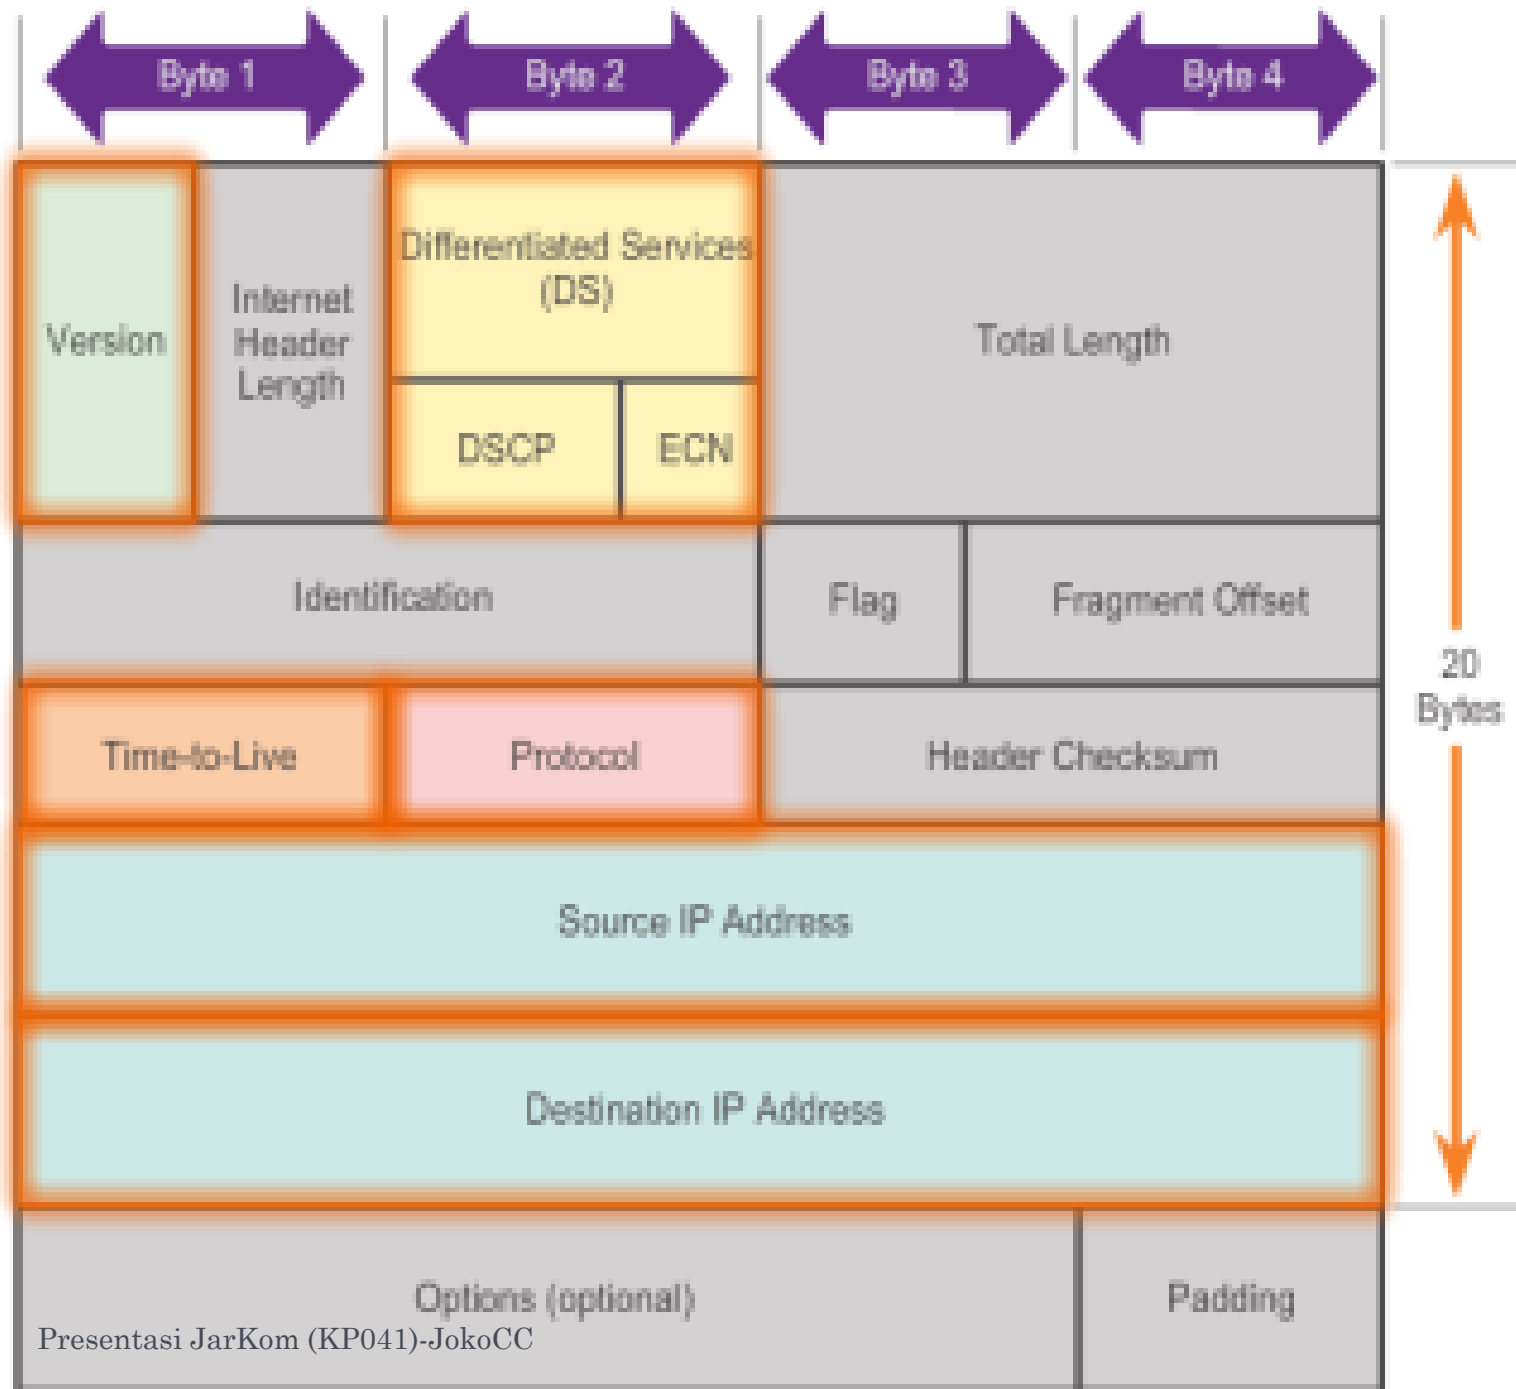 Byte 1
Byte 2
Byte 3
Byte 4
Version
Internet
Header
Length
Differentiated Services
(DS)
DSCP
ECN
Total Length
Identification
Flag
Fragment Offset
20
Bytes
Time-to-Live
Protocol
Header Checksum
Source IP Address
Destination IP Address
Options (optional)
Padding
Presentasi JarKom (KP041)-JokoCC